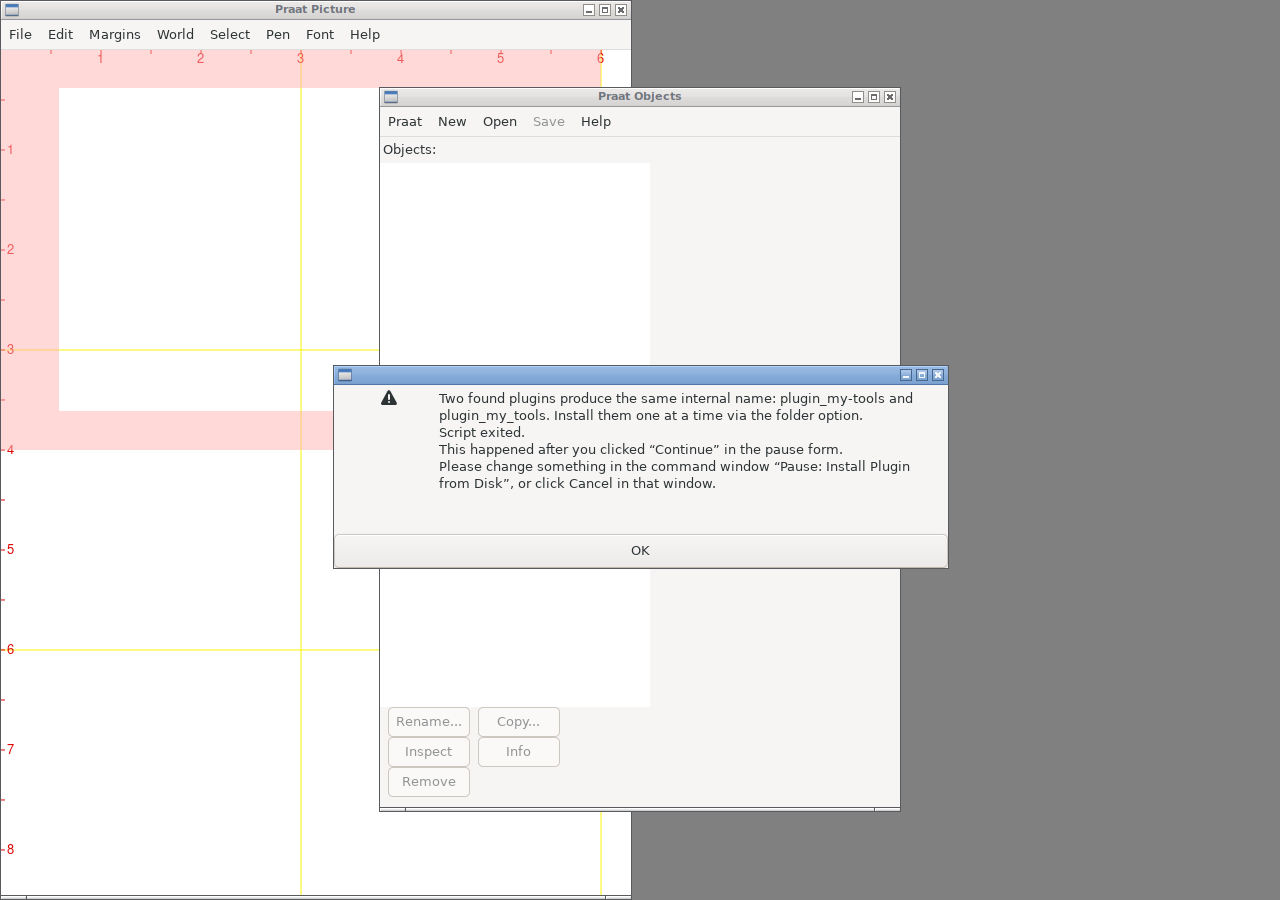 Praat Picture
File Edit Margins World Select Pen Font Help
1 2 3 4 5 6
1
2
3
4
5
6
7
8
Praat Objects
Praat New Open Save Help
Objects:
Two found plugins produce the same internal name: plugin_my-tools and
plugin_my_tools. Install them one at a time via the folder option.
Script exited.
This happened after you clicked “Continue” in the pause form.
Please change something in the command window “Pause: Install Plugin
from Disk”, or click Cancel in that window.
OK
Rename... Copy...
Inspect Info
Remove